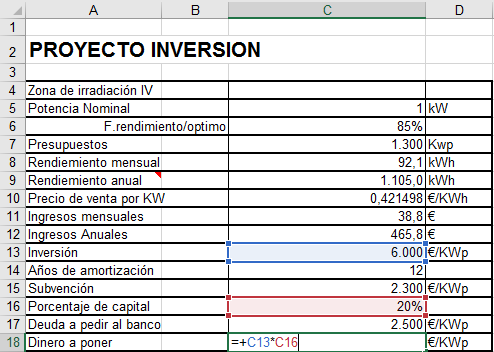 A B C D
1
2 PROYECTO INVERSION
3
4 Zona de irradiación IV
5 Potencia Nominal 1 kW
6 F.rendimiento/optimo 85%
7 Presupuestos 1.300 Kwp
8 Rendiemiento mensual 92,1 kWh
9 Rendiemiento anual 1.105,0 kWh
10 Precio de venta por KW 0,421498 €/KWh
11 Ingresos mensuales 38,8 €
12 Ingresos Anuales 465,8 €
13 Inversión 6.000 €/KWp
14 Años de amortización 12
15 Subvención 2.300 €/KWp
16 Porcentaje de capital 20%
17 Deuda a pedir al banco 2.500 €/KWp
18 Dinero a poner =+C13*C16 €/KWp